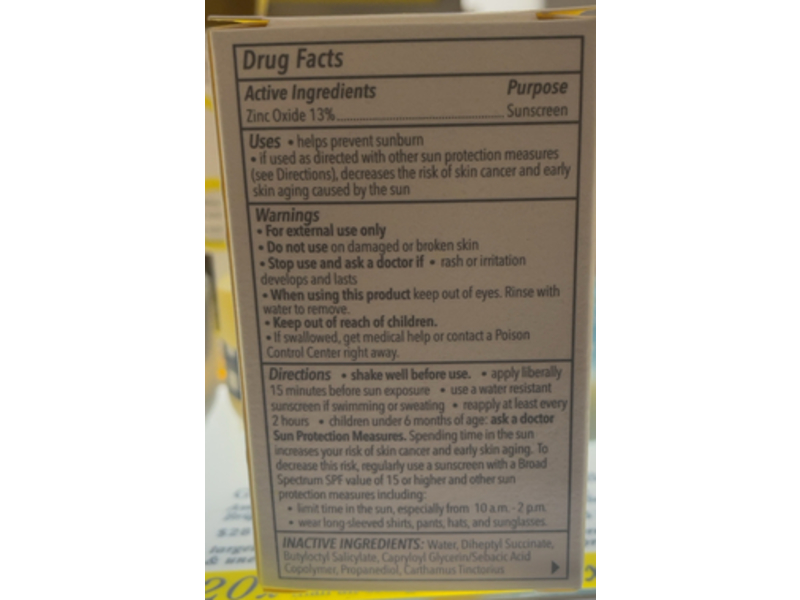 Drug Facts
Active Ingredients Purpose
Zinc Oxide 13%........................................ Sunscreen
Uses • helps prevent sunburn
• if used as directed with other sun protection measures
(see Directions), decreases the risk of skin cancer and early
skin aging caused by the sun
Warnings
• For external use only
• Do not use on damaged or broken skin
• Stop use and ask a doctor if • rash or irritation
develops and lasts
• When using this product keep out of eyes. Rinse with
water to remove.
• Keep out of reach of children.
• If swallowed, get medical help or contact a Poison
Control Center right away.
Directions • shake well before use. • apply liberally
15 minutes before sun exposure • use a water resistant
sunscreen if swimming or sweating • reapply at least every
2 hours • children under 6 months of age: ask a doctor
Sun Protection Measures. Spending time in the sun
increases your risk of skin cancer and early skin aging. To
decrease this risk, regularly use a sunscreen with a Broad
Spectrum SPF value of 15 or higher and other sun
protection measures including:
• limit time in the sun, especially from 10 a.m. - 2 p.m.
• wear long sleeved shirts, pants, hats, and sunglasses.
INACTIVE INGREDIENTS: Water, Diheptyl Succinate,
Butyloctyl Salicylate, Capryloyl Glycerin/Sebacic Acid
Copolymer, Propanediol, Carthamus Tinctorius
20%